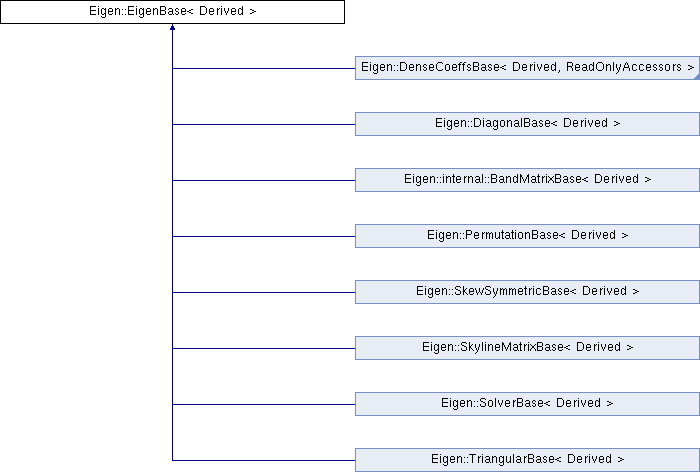 Eigen::EigenBase< Derived >
Eigen::DenseCoeffsBase< Derived, ReadOnlyAccessors >
Eigen::DiagonalBase< Derived >
Eigen::internal::BandMatrixBase< Derived >
Eigen::PermutationBase< Derived >
Eigen::SkewSymmetricBase< Derived >
Eigen::SkylineMatrixBase< Derived >
Eigen::SolverBase< Derived >
Eigen::TriangularBase< Derived >